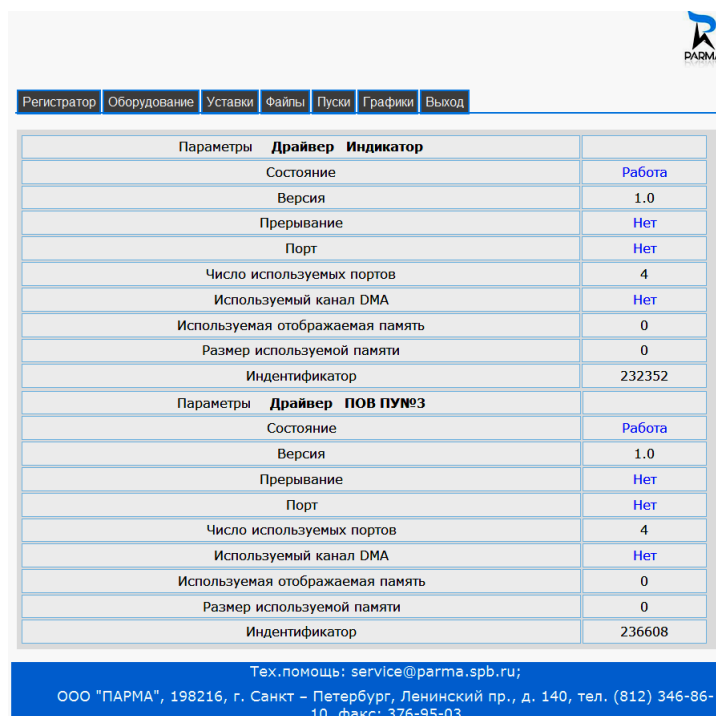 PARMA
Регистратор Оборудование Уставки Файлы Пуски Графики Выход
Параметры Драйвер Индикатор
Состояние Работа
Версия 1.0
Прерывание Нет
Порт Нет
Число используемых портов 4
Используемый канал DMA Нет
Используемая отображаемая память 0
Размер используемой памяти 0
Индентификатор 232352
Параметры Драйвер ПОВ ПУ№3
Состояние Работа
Версия 1.0
Прерывание Нет
Порт Нет
Число используемых портов 4
Используемый канал DMA Нет
Используемая отображаемая память 0
Размер используемой памяти 0
Индентификатор 236608
Тех.помощь: service@parma.spb.ru;
ООО "ПАРМА", 198216, г. Санкт – Петербург, Ленинский пр., д. 140, тел. (812) 346-86-
10, факс: 376-95-03